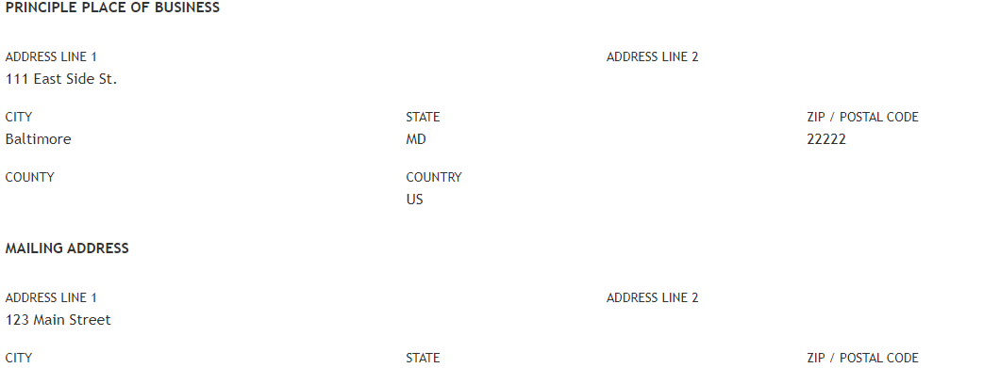 PRINCIPLE PLACE OF BUSINESS
ADDRESS LINE 1 ADDRESS LINE 2
111 East Side St.
CITY STATE ZIP / POSTAL CODE
Baltimore MD 22222
COUNTY COUNTRY
US
MAILING ADDRESS
ADDRESS LINE 1 ADDRESS LINE 2
123 Main Street
CITY STATE ZIP / POSTAL CODE